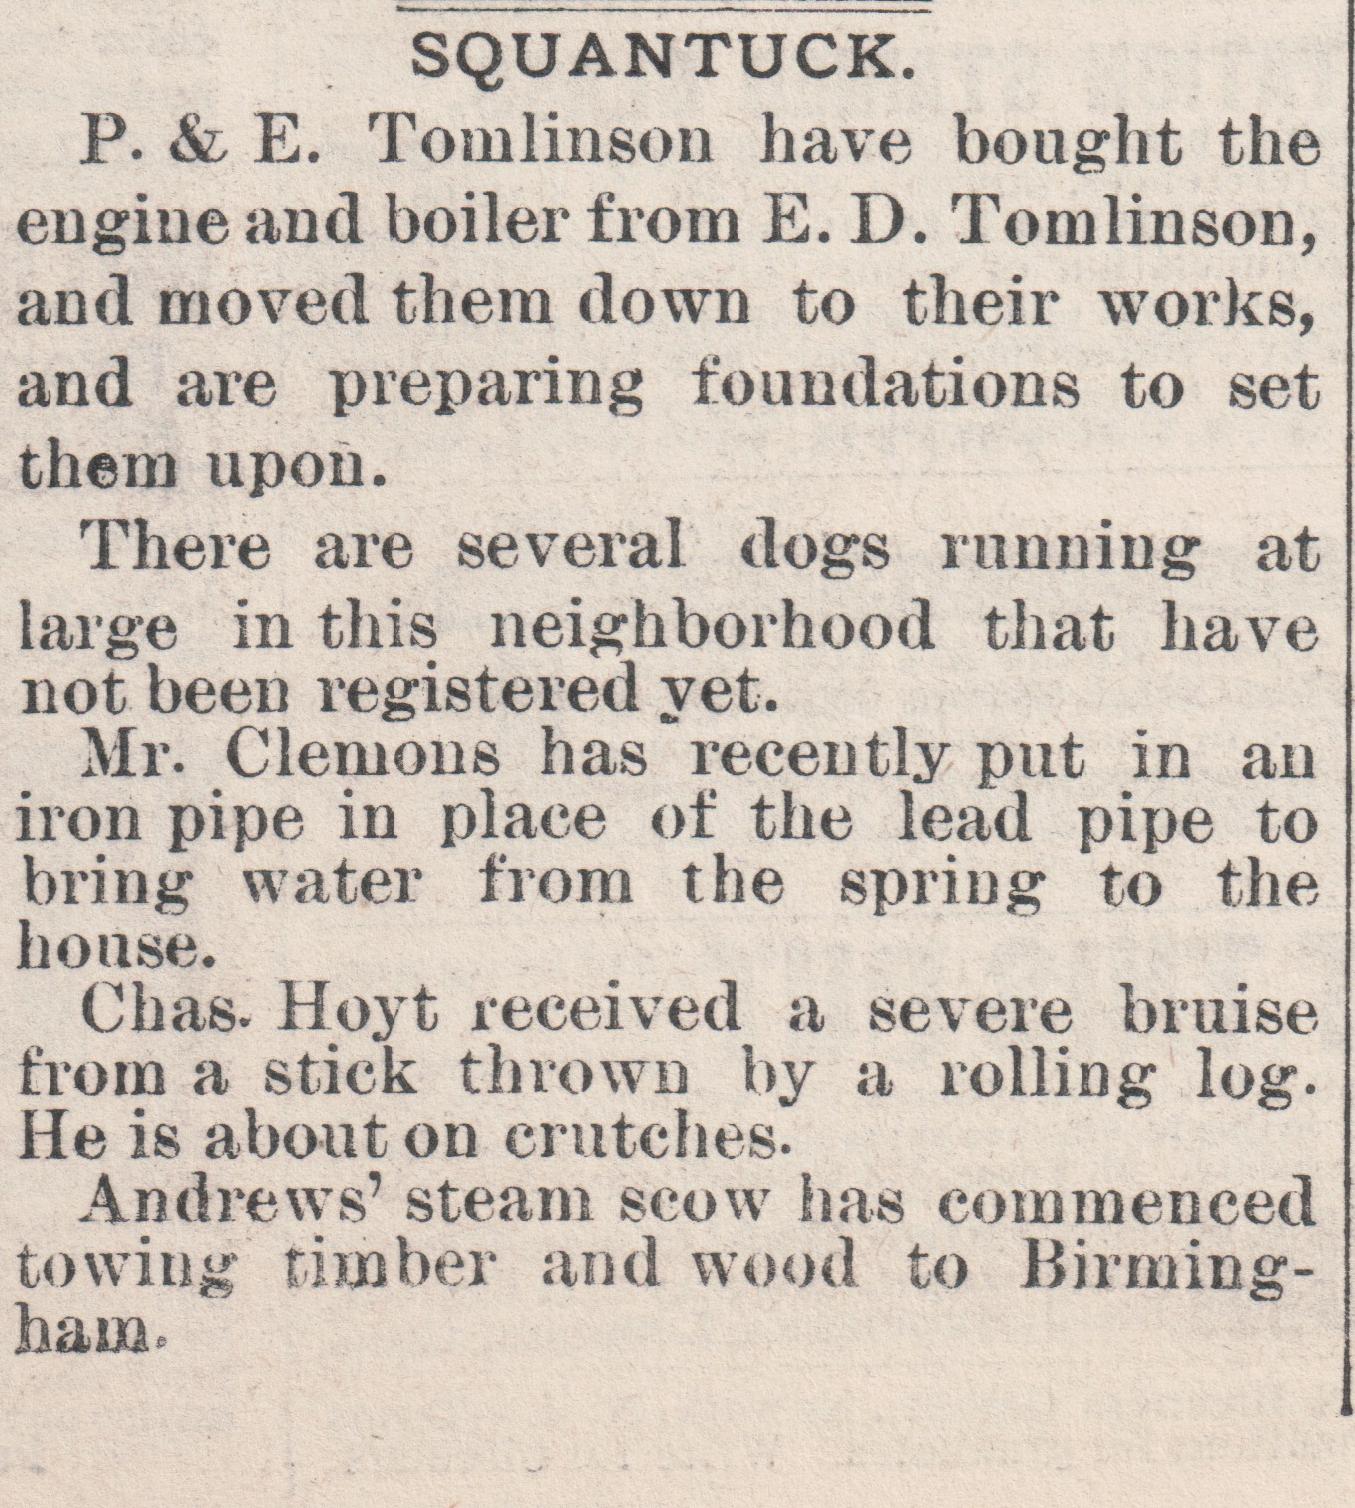 SQUANTUCK.
P. & E. Tomlinson have bought the
engine and boiler from E. D. Tomlinson,
and moved them down to their works,
and are preparing foundations to set
them upon.
There are several dogs running at
large in this neighborhood that have
not been registered yet.
Mr. Clemons has recently put in an
iron pipe in place of the lead pipe to
bring water from the spring to the
house.
Chas. Hoyt received a severe bruise
from a stick thrown by a rolling log.
He is about on crutches.
Andrews' steam scow has commenced
towing timber and wood to Birming-
ham.